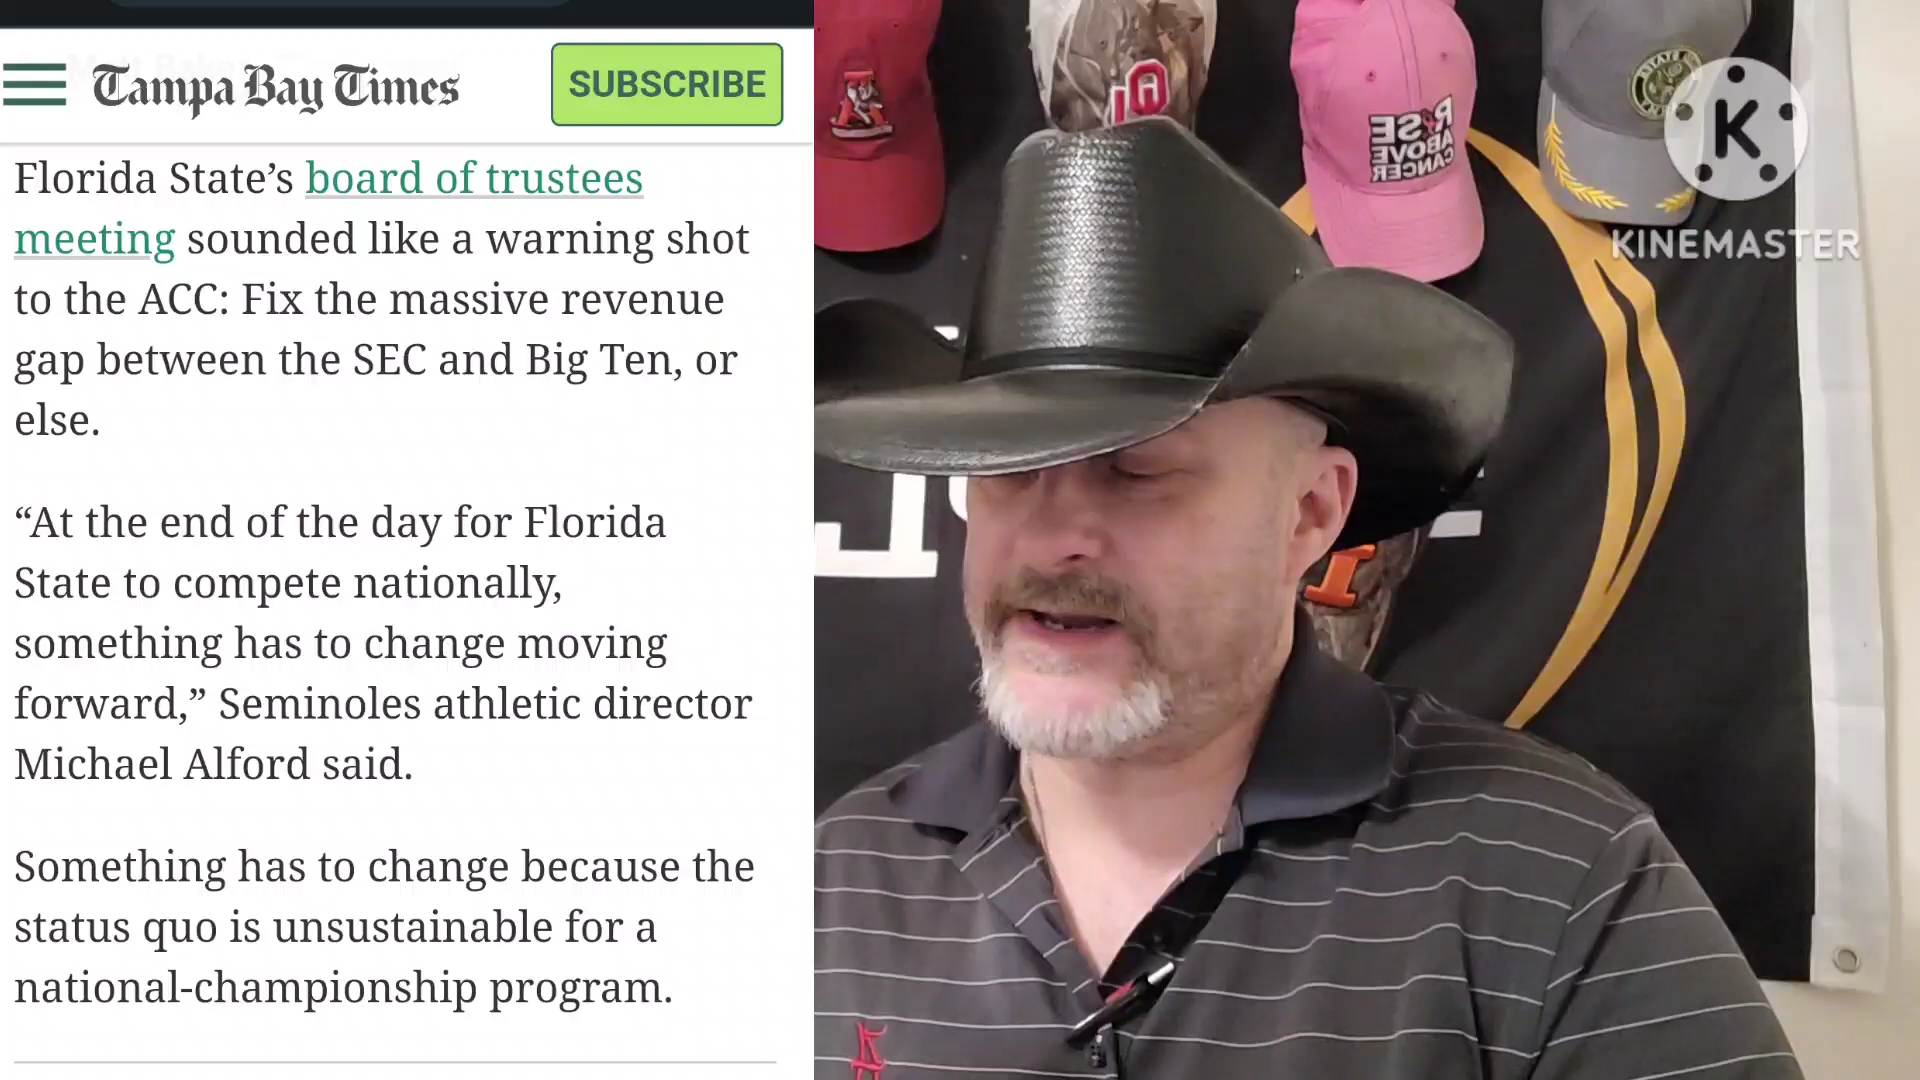 Tampa Bay Times
SUBSCRIBE
Florida State’s board of trustees
meeting sounded like a warning shot
to the ACC: Fix the massive revenue
gap between the SEC and Big Ten, or
else.
“At the end of the day for Florida
State to compete nationally,
something has to change moving
forward,” Seminoles athletic director
Michael Alford said.
Something has to change because the
status quo is unsustainable for a
national-championship program.
RISE
ABOVE
CANCER
K
KINEMASTER